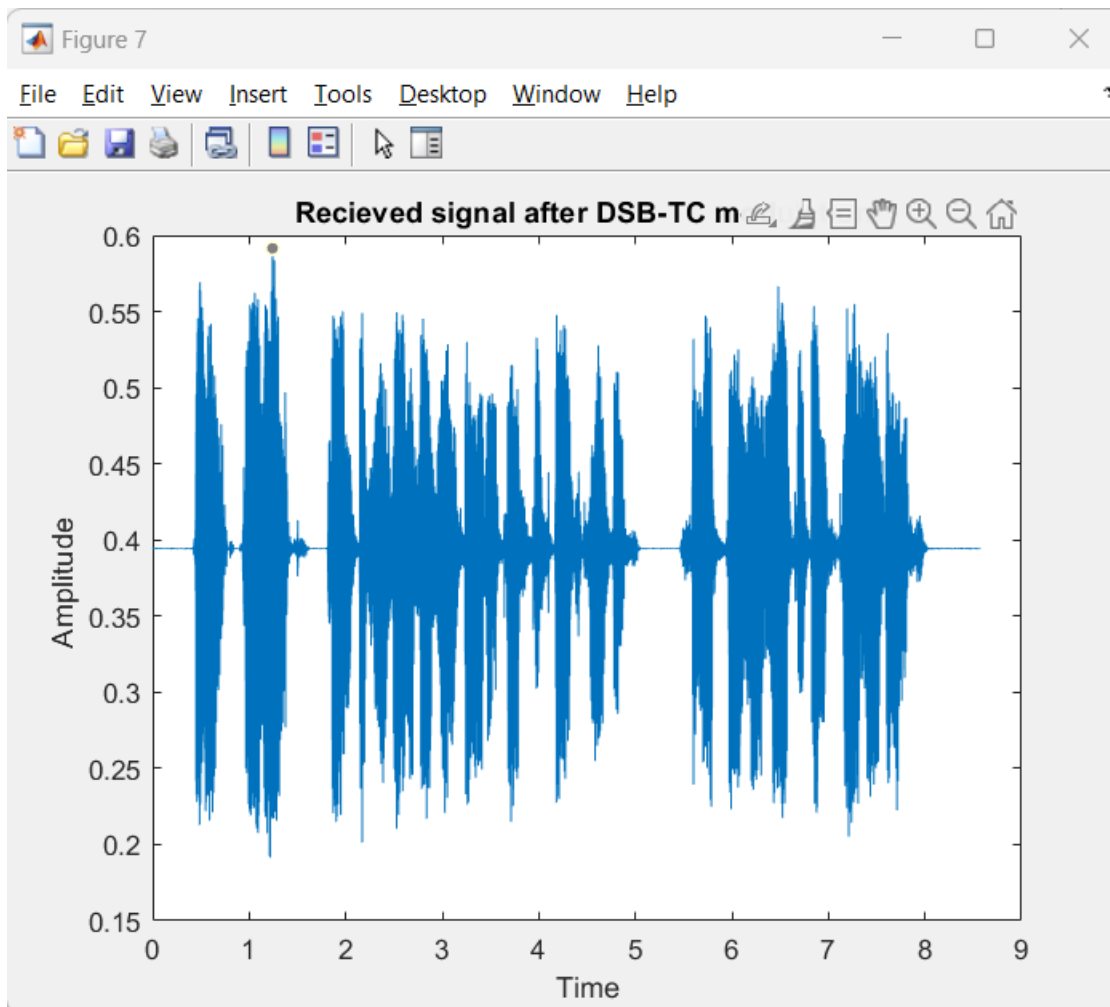 Figure 7
File Edit View Insert Tools Desktop Window Help
Recieved signal after DSB-TC m
0.6
0.55
0.5
0.45
0.4
0.35
0.3
0.25
0.2
0.15
Amplitude
0 1 2 3 4 5 6 7 8 9
Time